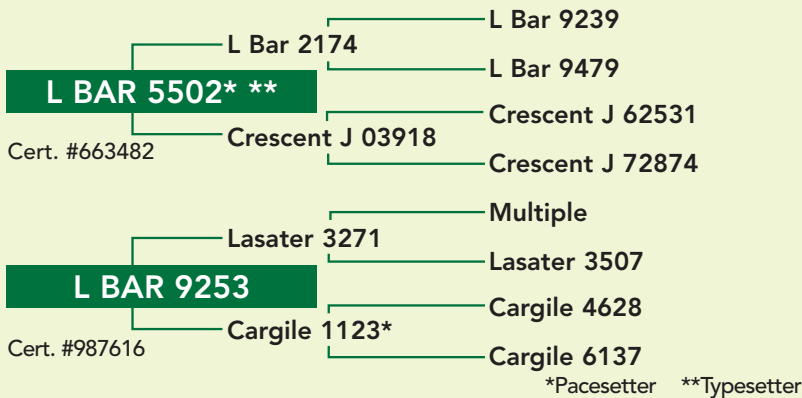 L Bar 9239
L Bar 2174
L Bar 9479
L BAR 5502* **
Crescent J 62531
Cert. #663482
Crescent J 03918
Crescent J 72874
Multiple
Lasater 3271
Lasater 3507
L BAR 9253
Cargile 4628
Cert. #987616
Cargile 1123*
Cargile 6137
*Pacesetter **Typesetter